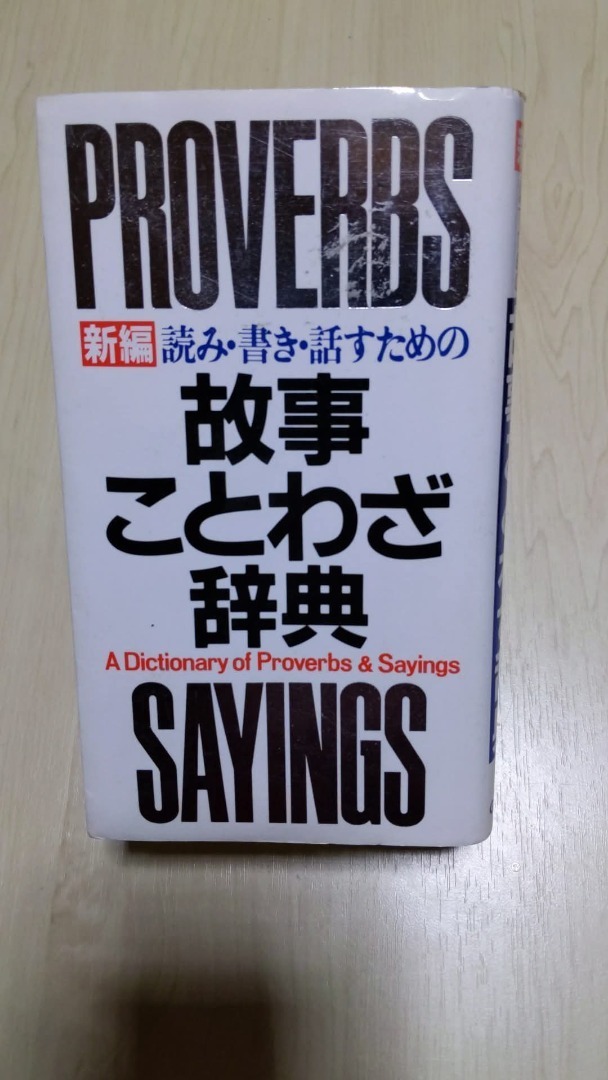 PROVERBS
新編 読み・書き・話すための
故事
ことわざ
辞典
A Dictionary of Proverbs & Sayings
SAYINGS